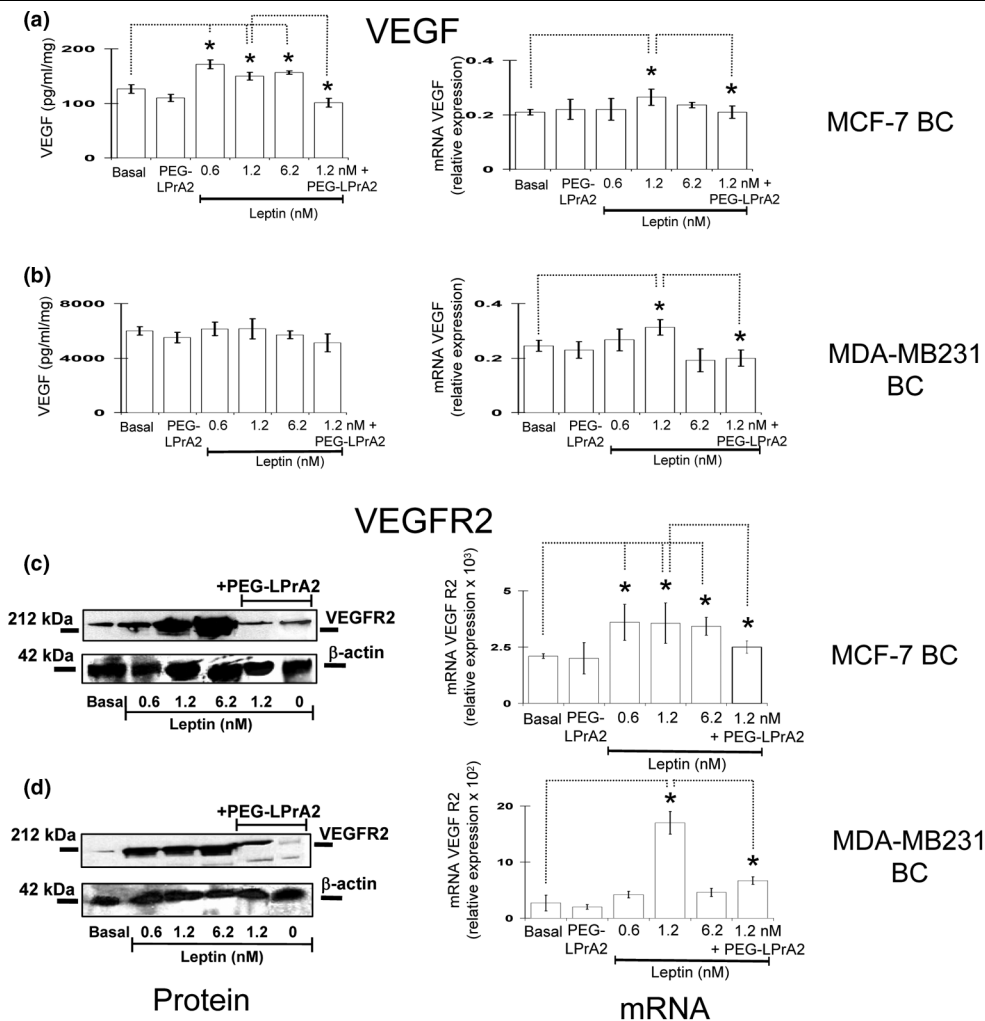 (a)
VEGF
VEGF (pg/ml/mg)
200
100
0
* * * *
Basal PEG- 0.6 1.2 6.2 1.2 nM +
LPrA2 PEG-LPrA2
Leptin (nM)
mRNA VEGF
(relative expression)
0.4
0.2
0
* *
Basal PEG- 0.6 1.2 6.2 1.2 nM +
LPrA2 PEG-LPrA2
Leptin (nM)
MCF-7 BC
(b)
VEGF (pg/ml/mg)
8000
4000
0
Basal PEG- 0.6 1.2 6.2 1.2 nM +
LPrA2 PEG-LPrA2
Leptin (nM)
mRNA VEGF
(relative expression)
0.4
0.2
0
* *
Basal PEG- 0.6 1.2 6.2 1.2 nM +
LPrA2 PEG-LPrA2
Leptin (nM)
MDA-MB231
BC
VEGFR2
(c)
+PEG-LPrA2
212 kDa VEGFR2
42 kDa β-actin
Basal 0.6 1.2 6.2 1.2 0
Leptin (nM)
mRNA VEGF R2
(relative expression x 10³)
5
2.5
0
* * * *
Basal PEG- 0.6 1.2 6.2 1.2 nM
LPrA2 + PEG-LPrA2
Leptin (nM)
MCF-7 BC
(d)
+PEG-LPrA2
212 kDa VEGFR2
42 kDa β-actin
Basal 0.6 1.2 6.2 1.2 0
Leptin (nM)
mRNA VEGF R2
(relative expression x 10²)
20
10
0
* *
Basal PEG- 0.6 1.2 6.2 1.2 nM
LPrA2 + PEG-LPrA2
Leptin (nM)
MDA-MB231
BC
Protein
mRNA